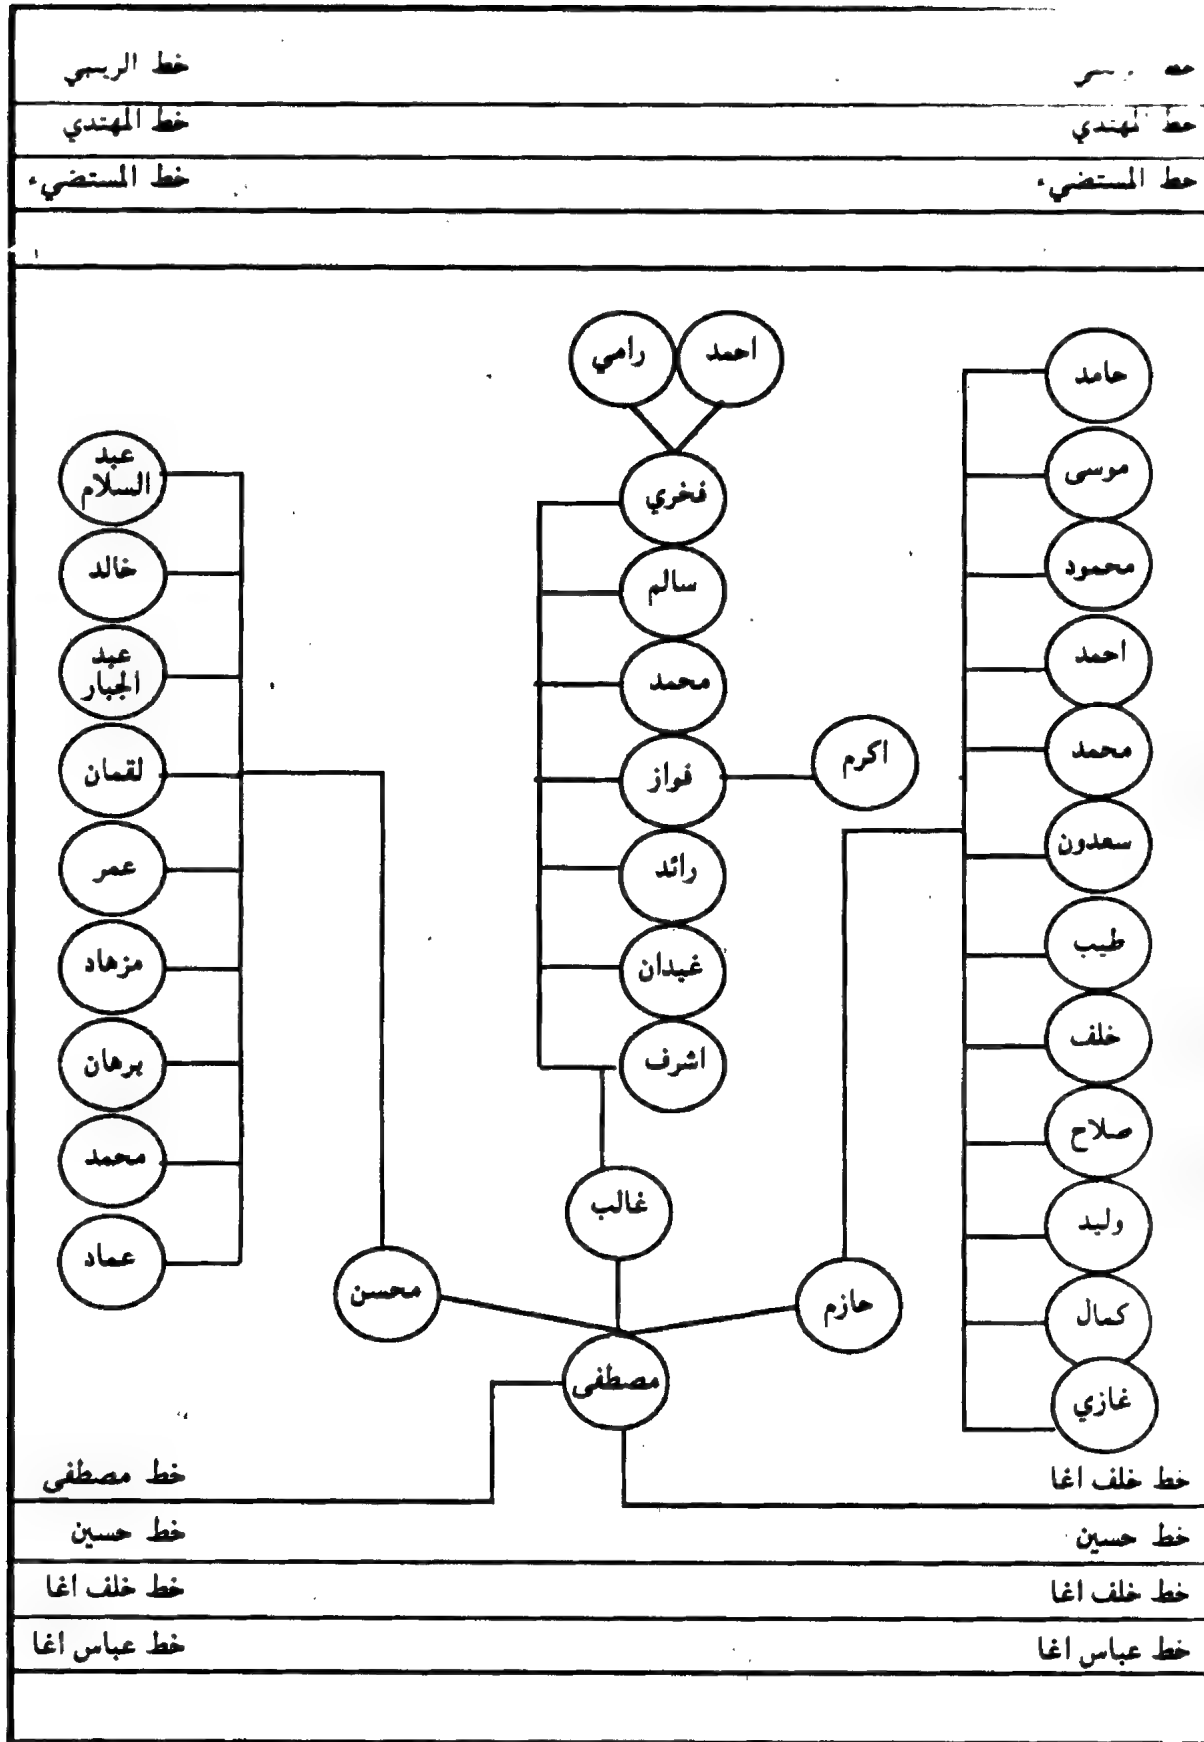 خط الريسي
خط المهتدي
خط المهتدي
خط المستضيء
خط المستضيء
احمد
رامي
حامد
موسى
محمود
احمد
محمد
سعدون
طيب
خلف
صلاح
وليد
كمال
غازي
فخري
سالم
محمد
فواز
اكرم
رائد
غيدان
اشرف
عبد
السلام
خالد
عبد
الجبار
لقمان
عمر
مزهاد
برهان
محمد
عماد
غالب
حازم
محسن
مصطفى
خط خلف اغا
خط مصطفى
خط حسين
خط حسين
خط خلف اغا
خط خلف اغا
خط عباس اغا
خط عباس اغا